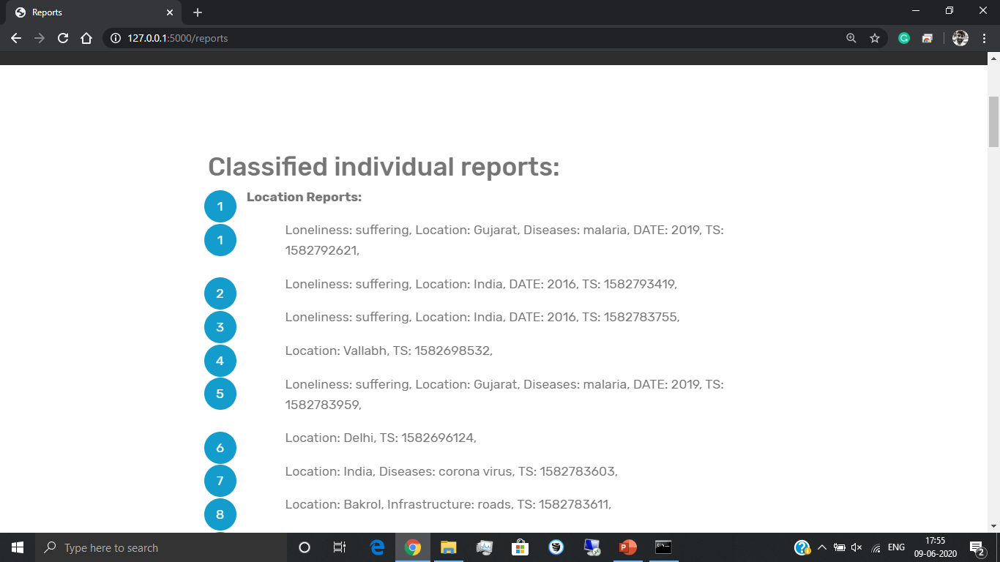 Reports
127.0.0.1:5000/reports
Classified individual reports:
1
Location Reports:
1
Loneliness: suffering, Location: Gujarat, Diseases: malaria, DATE: 2019, TS:
1582792621,
2
Loneliness: suffering, Location: India, DATE: 2016, TS: 1582793419,
3
Loneliness: suffering, Location: India, DATE: 2016, TS: 1582783755,
4
Location: Vallabh, TS: 1582698532,
5
Loneliness: suffering, Location: Gujarat, Diseases: malaria, DATE: 2019, TS:
1582783959,
6
Location: Delhi, TS: 1582696124,
7
Location: India, Diseases: corona virus, TS: 1582783603,
8
Location: Bakrol, Infrastructure: roads, TS: 1582783611,
Type here to search
ENG
17:55
09-06-2020
2